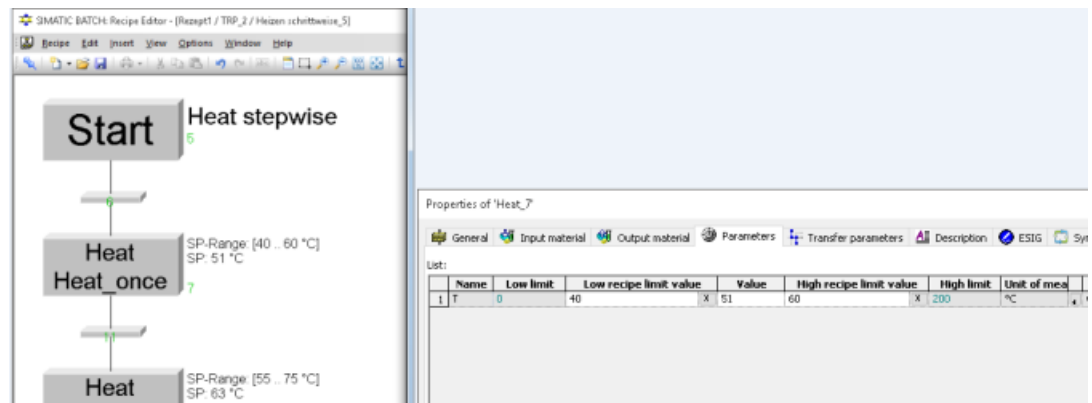 SIMATIC BATCH: Recipe Editor - [Rezept1 / TRP_2 / Heizen schrittweise_5]
Recipe Edit Insert View Options Window Help
Start
Heat stepwise
5
6
Heat
Heat_once
SP-Range: [40 .. 60 °C]
SP: 51 °C
7
11
Heat
SP-Range: [55 .. 75 °C]
SP: 63 °C
Properties of 'Heat_7'
General Input material Output material Parameters Transfer parameters Description ESIG
List:
Name Low limit Low recipe limit value Value High recipe limit value High limit Unit of mea
1 T 0 40 X 51 60 X 200 °C